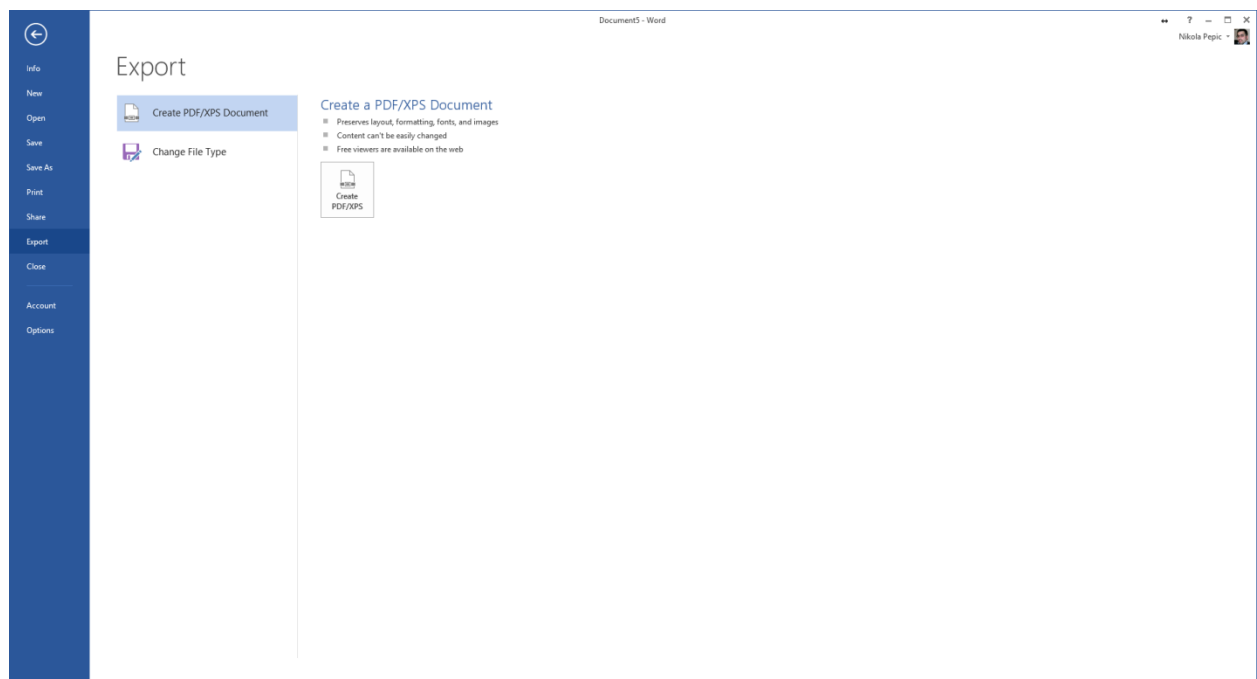 Document5 - Word
?
Nikola Pepic
Info
New
Open
Save
Save As
Print
Share
Export
Close
Account
Options
Export
Create PDF/XPS Document
Change File Type
Create a PDF/XPS Document
Preserves layout, formatting, fonts, and images
Content can't be easily changed
Free viewers are available on the web
Create
PDF/XPS